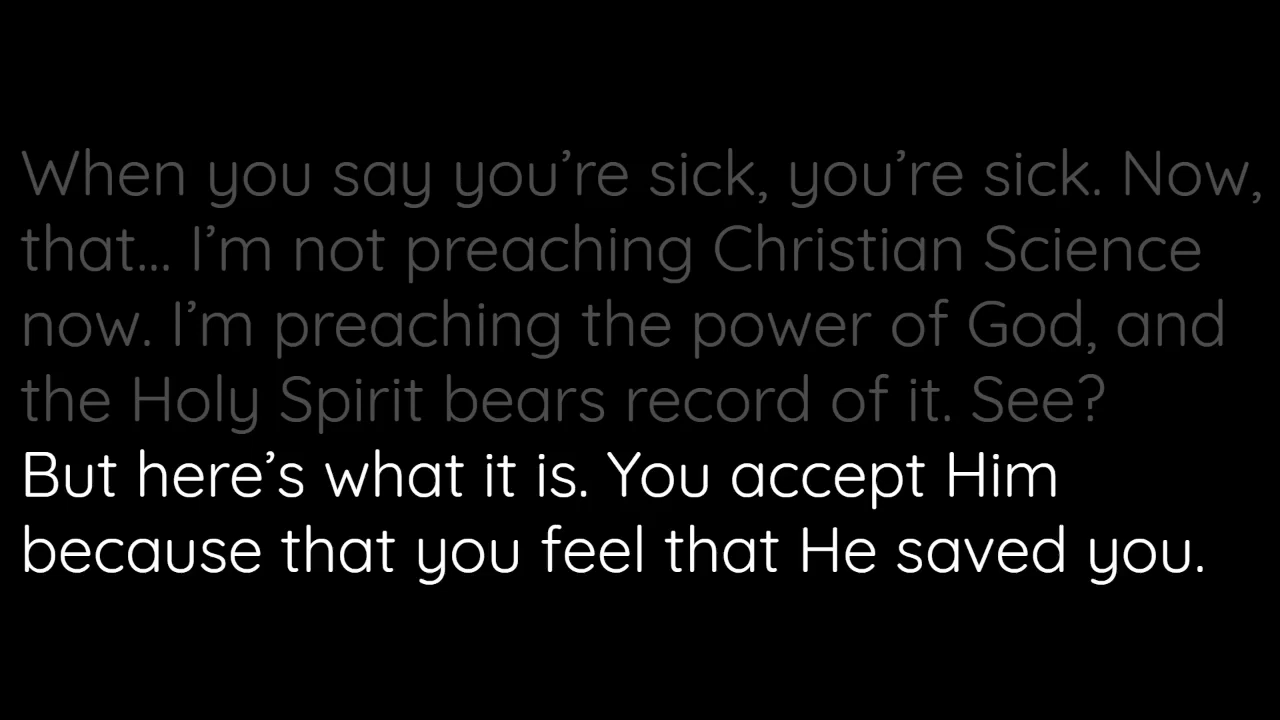 When you say you’re sick, you’re sick. Now,
that... I’m not preaching Christian Science
now. I’m preaching the power of God, and
the Holy Spirit bears record of it. See?
But here’s what it is. You accept Him
because that you feel that He saved you.